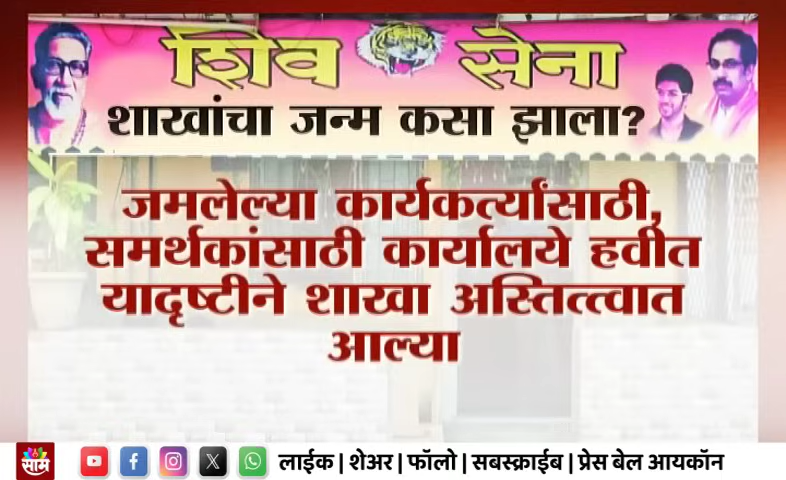 शिव सेना
शाखांचा जन्म कसा झाला?
जमलेल्या कार्यकर्त्यांसाठी,
समर्थकांसाठी कार्यालये हवीत
यादृष्टीने शाखा अस्तित्त्वात
आल्या
साम लाईक | शेअर | फॉलो | सबस्क्राईब | प्रेस बेल आयकॉन